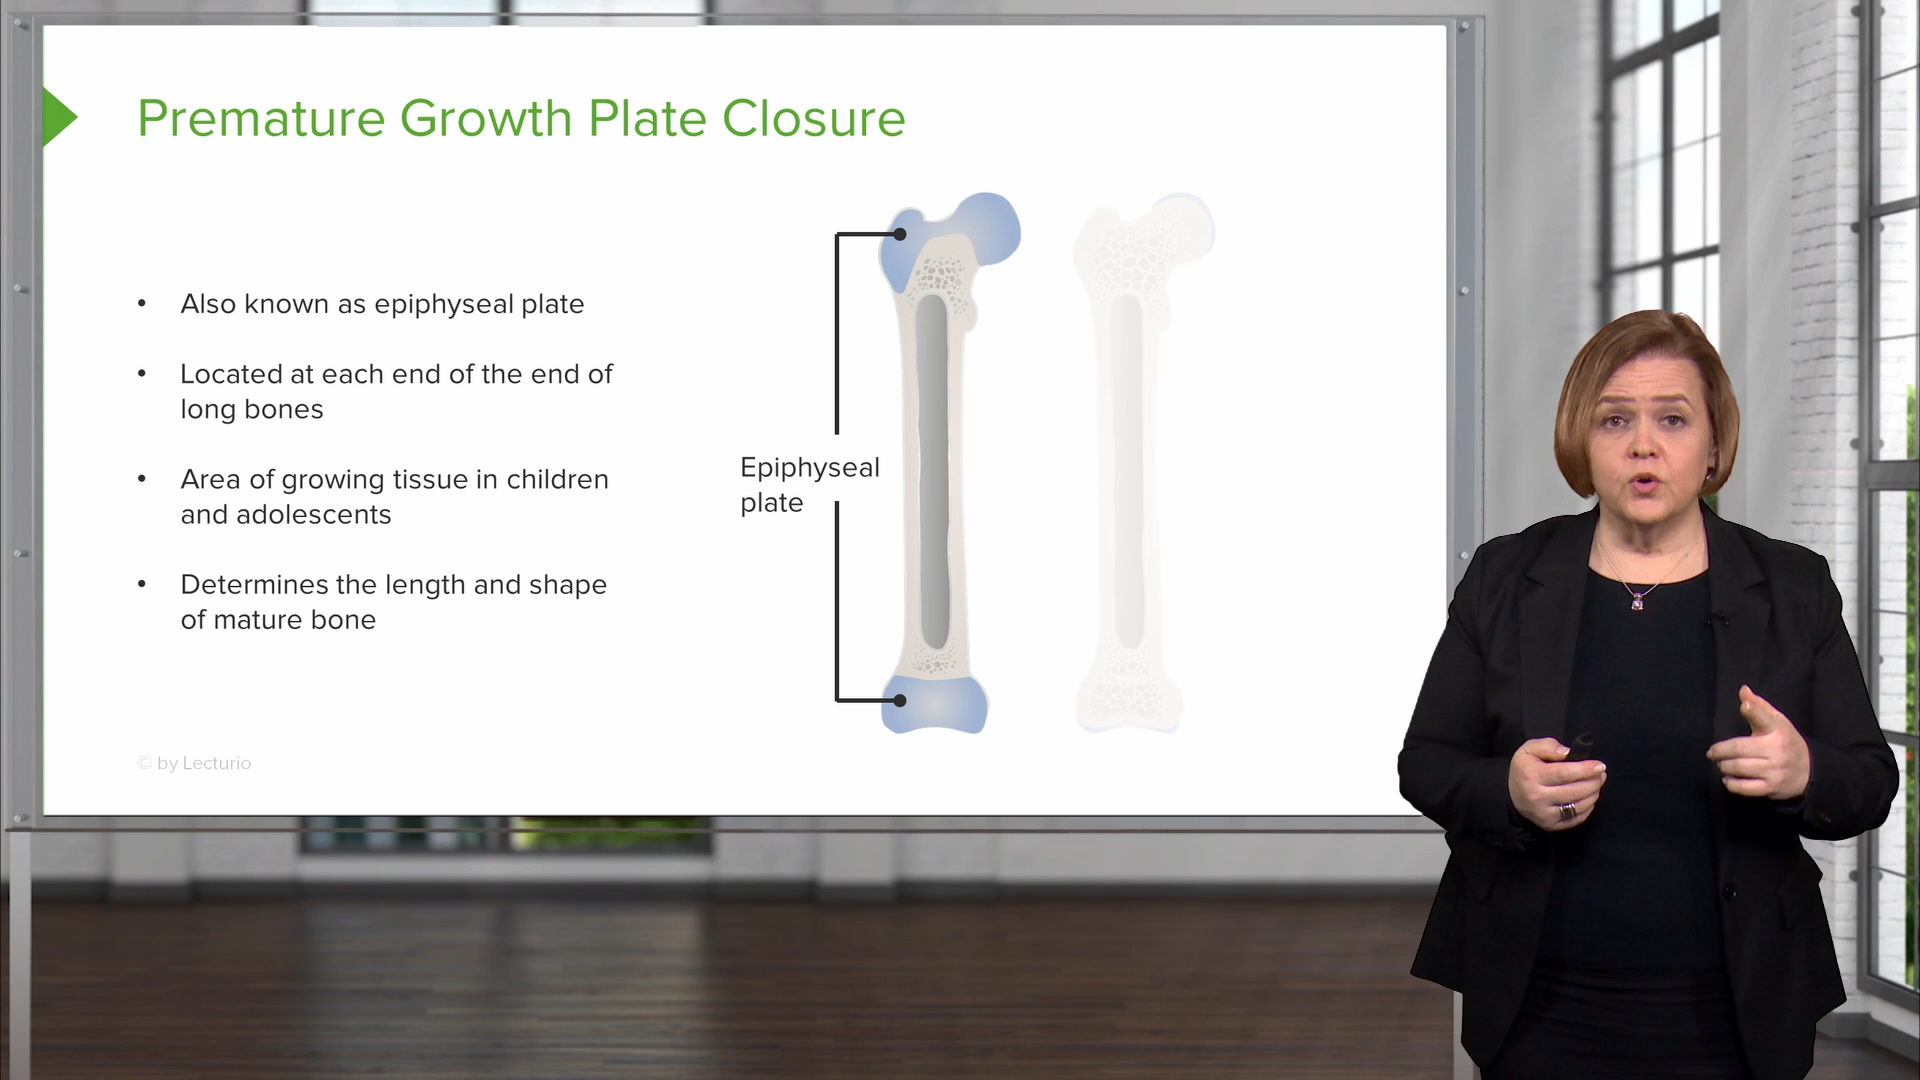 Premature Growth Plate Closure
• Also known as epiphyseal plate
• Located at each end of the end of
long bones
• Area of growing tissue in children
and adolescents
• Determines the length and shape
of mature bone
Epiphyseal
plate
© by Lecturio